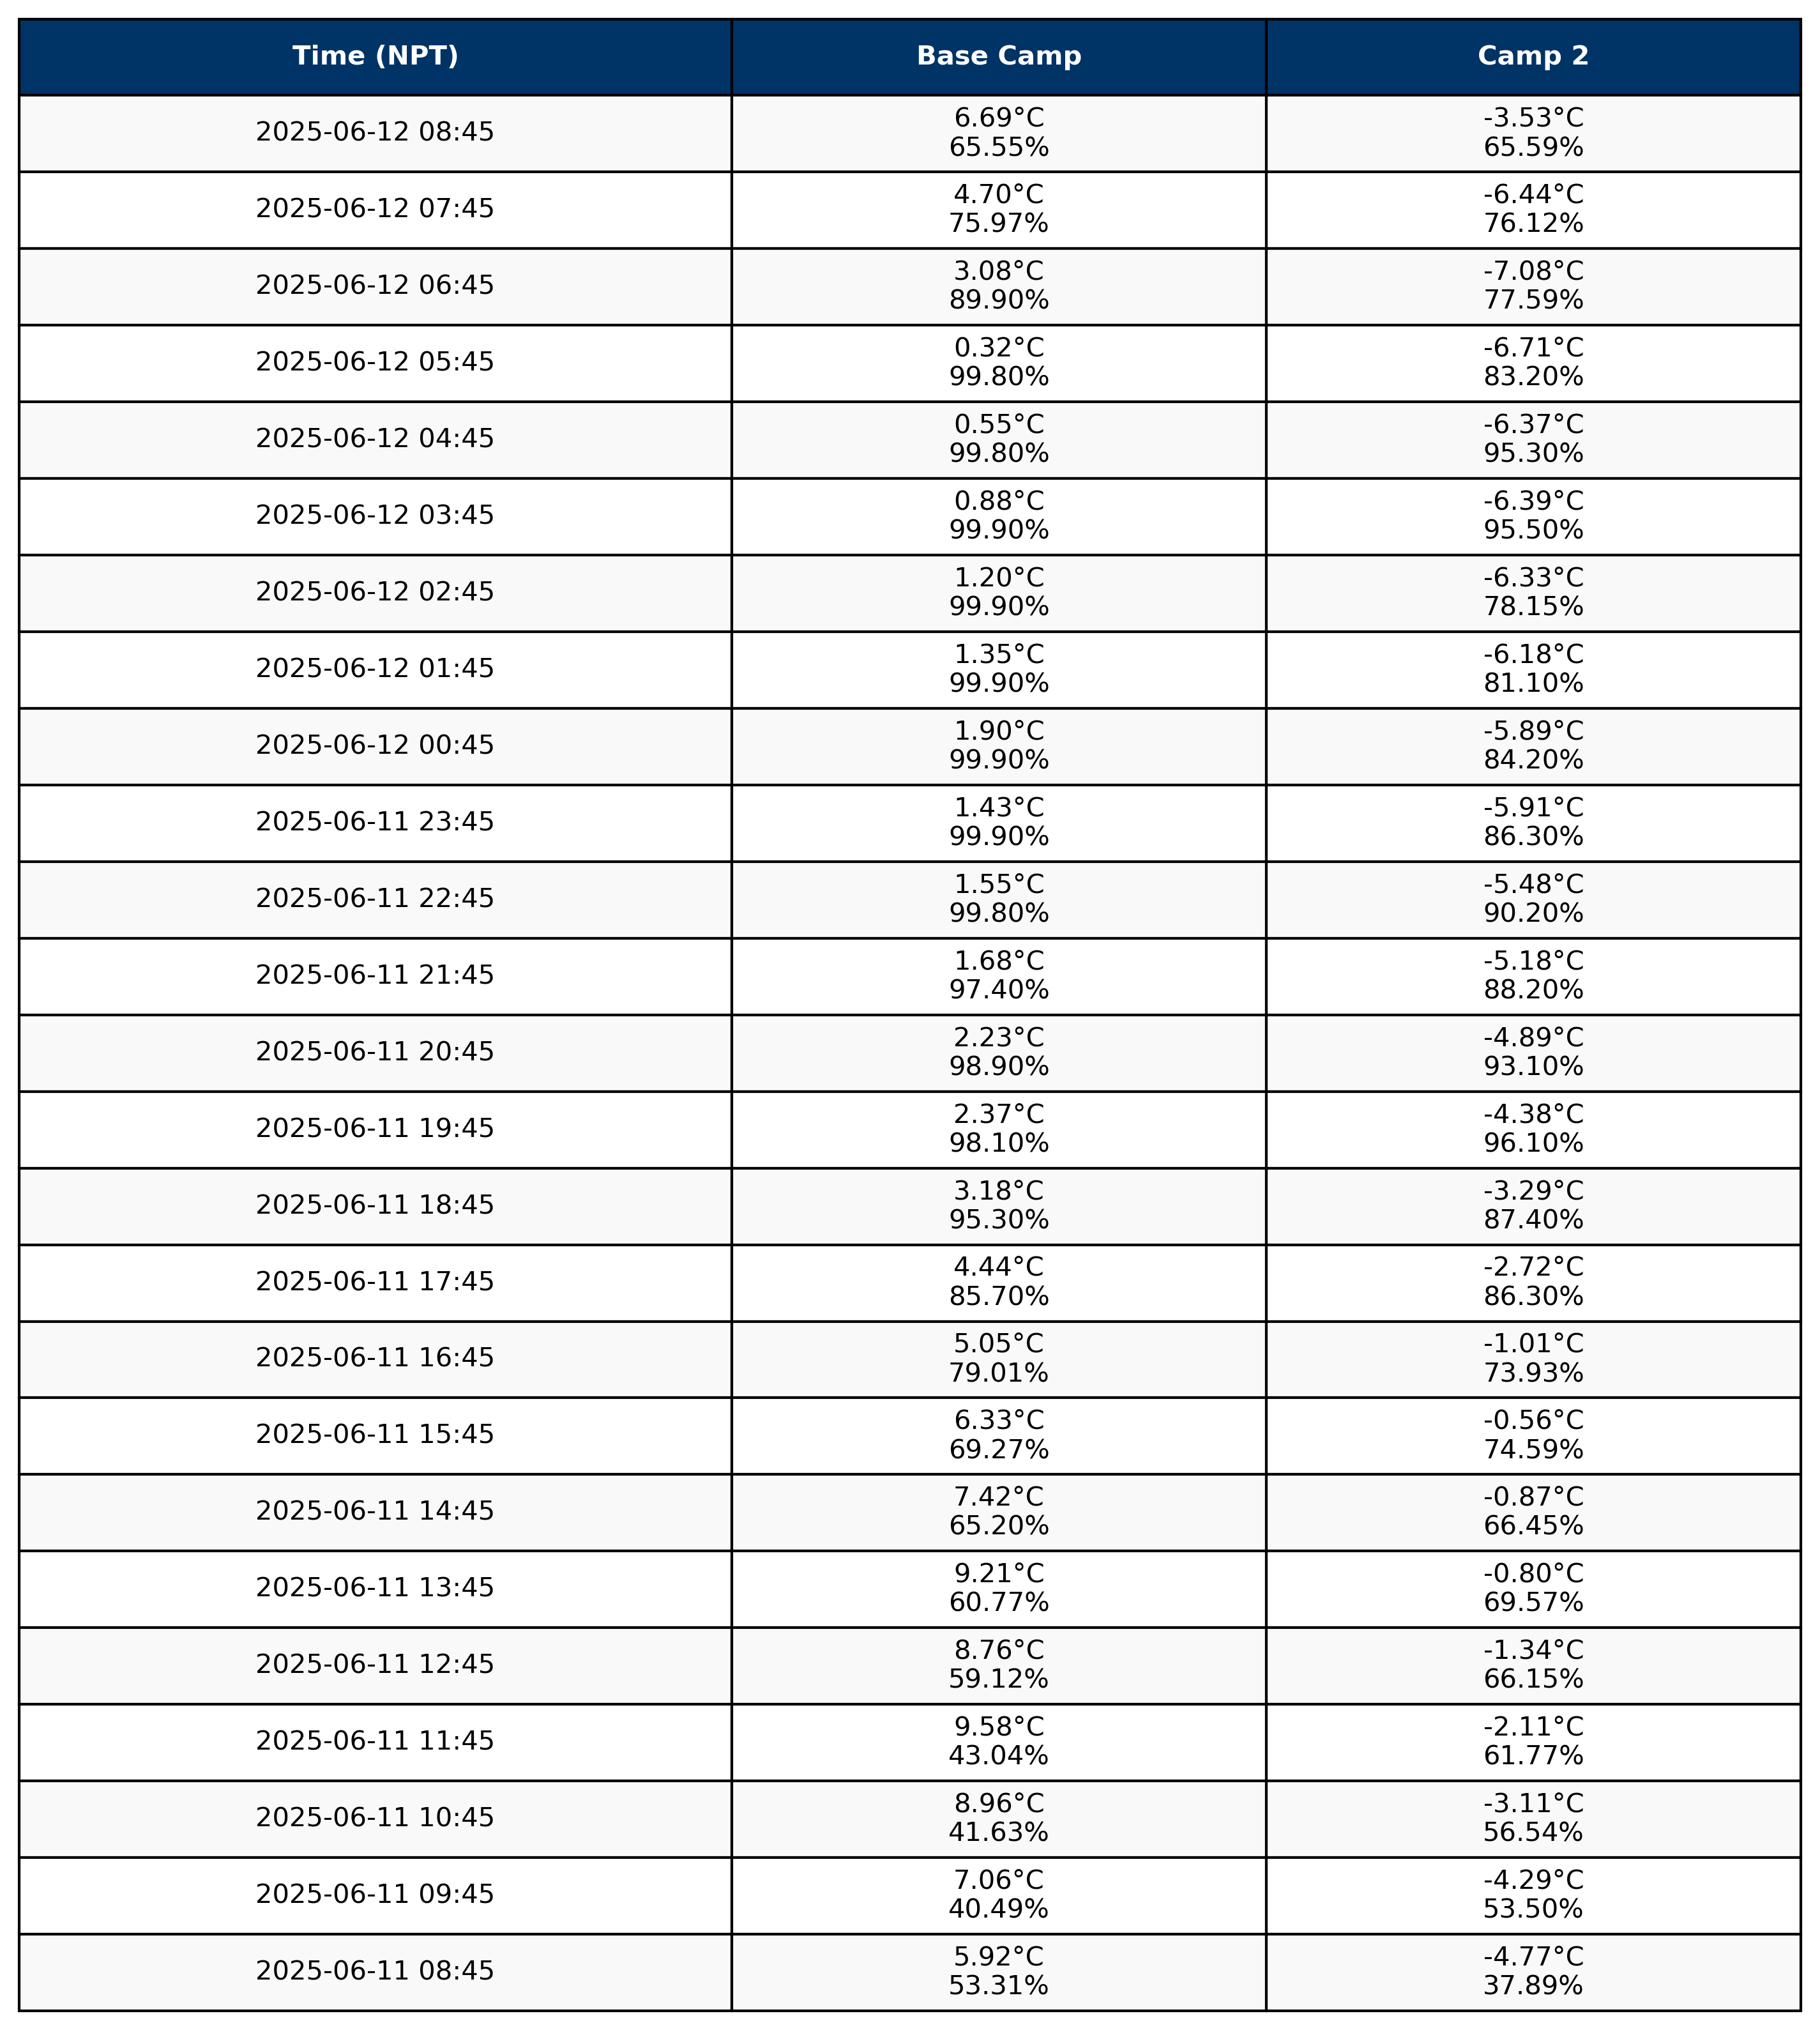 Time (NPT) Base Camp Camp 2
2025-06-12 08:45 6.69°C -3.53°C
65.55% 65.59%
2025-06-12 07:45 4.70°C -6.44°C
75.97% 76.12%
2025-06-12 06:45 3.08°C -7.08°C
89.90% 77.59%
2025-06-12 05:45 0.32°C -6.71°C
99.80% 83.20%
2025-06-12 04:45 0.55°C -6.37°C
99.80% 95.30%
2025-06-12 03:45 0.88°C -6.39°C
99.90% 95.50%
2025-06-12 02:45 1.20°C -6.33°C
99.90% 78.15%
2025-06-12 01:45 1.35°C -6.18°C
99.90% 81.10%
2025-06-12 00:45 1.90°C -5.89°C
99.90% 84.20%
2025-06-11 23:45 1.43°C -5.91°C
99.90% 86.30%
2025-06-11 22:45 1.55°C -5.48°C
99.80% 90.20%
2025-06-11 21:45 1.68°C -5.18°C
97.40% 88.20%
2025-06-11 20:45 2.23°C -4.89°C
98.90% 93.10%
2025-06-11 19:45 2.37°C -4.38°C
98.10% 96.10%
2025-06-11 18:45 3.18°C -3.29°C
95.30% 87.40%
2025-06-11 17:45 4.44°C -2.72°C
85.70% 86.30%
2025-06-11 16:45 5.05°C -1.01°C
79.01% 73.93%
2025-06-11 15:45 6.33°C -0.56°C
69.27% 74.59%
2025-06-11 14:45 7.42°C -0.87°C
65.20% 66.45%
2025-06-11 13:45 9.21°C -0.80°C
60.77% 69.57%
2025-06-11 12:45 8.76°C -1.34°C
59.12% 66.15%
2025-06-11 11:45 9.58°C -2.11°C
43.04% 61.77%
2025-06-11 10:45 8.96°C -3.11°C
41.63% 56.54%
2025-06-11 09:45 7.06°C -4.29°C
40.49% 53.50%
2025-06-11 08:45 5.92°C -4.77°C
53.31% 37.89%